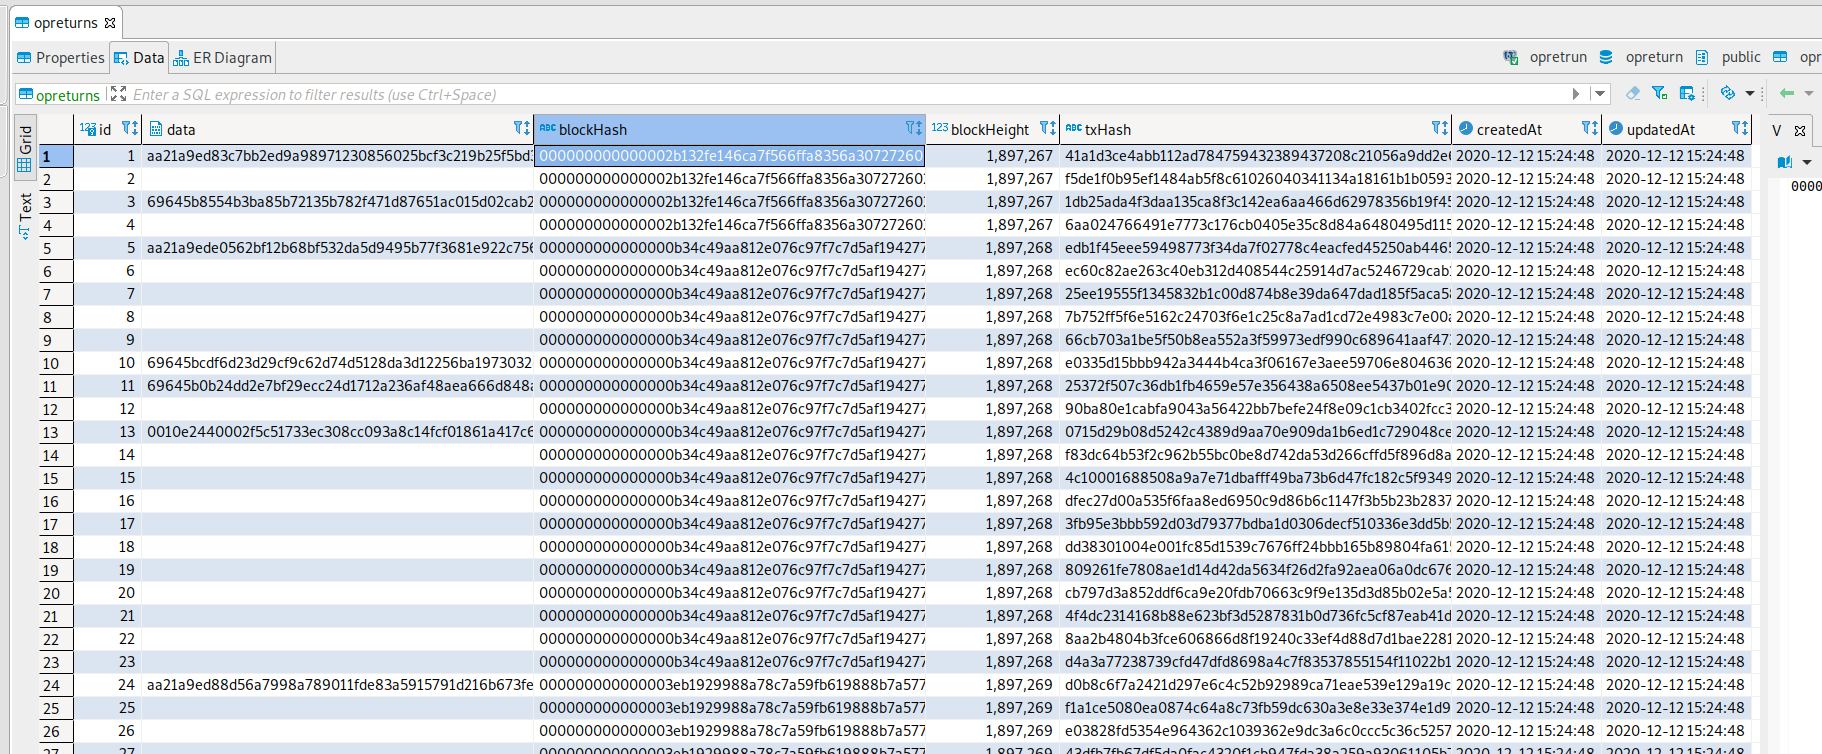 opreturns
Properties Data ER Diagram opretrun opreturn public opr
opreturns Enter a SQL expression to filter results (use Ctrl+Space)
Grid
Text
123 id data ABC blockHash 123 blockHeight ABC txHash createdAt updatedAt V
1 1 aa21a9ed83c7bb2ed9a98971230856025bcf3c219b25f5bd 000000000000002b132fe146ca7f566ffa8356a30727260 1,897,267 41a1d3ce4abb112ad784759432389437208c21056a9dd2e 2020-12-12 15:24:48 2020-12-12 15:24:48 0000
2 2 000000000000002b132fe146ca7f566ffa8356a30727260 1,897,267 f5de1f0b95ef1484ab5f8c61026040341134a18161b1b0593 2020-12-12 15:24:48 2020-12-12 15:24:48
3 3 69645b8554b3ba85b72135b782f471d87651ac015d02cab2 000000000000002b132fe146ca7f566ffa8356a30727260 1,897,267 1db25ada4f3daa135ca8f3c142ea6aa466d62978356b19f45 2020-12-12 15:24:48 2020-12-12 15:24:48
4 4 000000000000002b132fe146ca7f566ffa8356a30727260 1,897,267 6aa024766491e7773c176cb0405e35c8d84a6480495d115 2020-12-12 15:24:48 2020-12-12 15:24:48
5 5 aa21a9ede0562bf12b68bf532da5d9495b77f3681e922c756 000000000000000b34c49aa812e076c97f7c7d5af194277 1,897,268 edb1f45eee59498773f34da7f02778c4eacfed45250ab4465 2020-12-12 15:24:48 2020-12-12 15:24:48
6 6 000000000000000b34c49aa812e076c97f7c7d5af194277 1,897,268 ec60c82ae263c40eb312d408544c25914d7ac5246729cab 2020-12-12 15:24:48 2020-12-12 15:24:48
7 7 000000000000000b34c49aa812e076c97f7c7d5af194277 1,897,268 25ee19555f1345832b1c00d874b8e39da647dad185f5aca5 2020-12-12 15:24:48 2020-12-12 15:24:48
8 8 000000000000000b34c49aa812e076c97f7c7d5af194277 1,897,268 7b752ff5f6e5162c24703f6e1c25c8a7ad1cd72e4983c7e00 2020-12-12 15:24:48 2020-12-12 15:24:48
9 9 000000000000000b34c49aa812e076c97f7c7d5af194277 1,897,268 66cb703a1be5f50b8ea552a3f59973edf990c689641aaf47 2020-12-12 15:24:48 2020-12-12 15:24:48
10 10 69645bcdf6d23d29cf9c62d74d5128da3d12256ba1973032 000000000000000b34c49aa812e076c97f7c7d5af194277 1,897,268 e0335d15bbb942a3444b4ca3f06167e3aee59706e804636 2020-12-12 15:24:48 2020-12-12 15:24:48
11 11 69645b0b24dd2e7bf29ecc24d1712a236af48aea666d848 000000000000000b34c49aa812e076c97f7c7d5af194277 1,897,268 25372f507c36db1fb4659e57e356438a6508ee5437b01e90 2020-12-12 15:24:48 2020-12-12 15:24:48
12 12 000000000000000b34c49aa812e076c97f7c7d5af194277 1,897,268 90ba80e1cabfa9043a56422bb7befe24f8e09c1cb3402fcc3 2020-12-12 15:24:48 2020-12-12 15:24:48
13 13 0010e2440002f5c51733ec308cc093a8c14fcf01861a417c6 000000000000000b34c49aa812e076c97f7c7d5af194277 1,897,268 0715d29b08d5242c4389d9aa70e909da1b6ed1c729048ce 2020-12-12 15:24:48 2020-12-12 15:24:48
14 14 000000000000000b34c49aa812e076c97f7c7d5af194277 1,897,268 f83dc64b53f2c962b55bc0be8d742da53d266cffd5f896d8a 2020-12-12 15:24:48 2020-12-12 15:24:48
15 15 000000000000000b34c49aa812e076c97f7c7d5af194277 1,897,268 4c10001688508a9a7e71dbafff49ba73b6d47fc182c5f9349 2020-12-12 15:24:48 2020-12-12 15:24:48
16 16 000000000000000b34c49aa812e076c97f7c7d5af194277 1,897,268 dfec27d00a535f6faa8ed6950c9d86b6c1147f3b5b23b2837 2020-12-12 15:24:48 2020-12-12 15:24:48
17 17 000000000000000b34c49aa812e076c97f7c7d5af194277 1,897,268 3fb95e3bbb592d03d79377bdba1d0306decf510336e3dd5b 2020-12-12 15:24:48 2020-12-12 15:24:48
18 18 000000000000000b34c49aa812e076c97f7c7d5af194277 1,897,268 dd38301004e001fc85d1539c7676ff24bbb165b89804fa61 2020-12-12 15:24:48 2020-12-12 15:24:48
19 19 000000000000000b34c49aa812e076c97f7c7d5af194277 1,897,268 809261fe7808ae1d14d42da5634f26d2fa92aea06a0dc676 2020-12-12 15:24:48 2020-12-12 15:24:48
20 20 000000000000000b34c49aa812e076c97f7c7d5af194277 1,897,268 cb797d3a852ddf6ca9e20fdb70663c9f9e135d3d85b02e5a 2020-12-12 15:24:48 2020-12-12 15:24:48
21 21 000000000000000b34c49aa812e076c97f7c7d5af194277 1,897,268 4f4dc2314168b88e623bf3d5287831b0d736fc5cf87eab41d 2020-12-12 15:24:48 2020-12-12 15:24:48
22 22 000000000000000b34c49aa812e076c97f7c7d5af194277 1,897,268 8aa2b4804b3fce606866d8f19240c33ef4d88d7d1bae2281 2020-12-12 15:24:48 2020-12-12 15:24:48
23 23 000000000000000b34c49aa812e076c97f7c7d5af194277 1,897,268 d4a3a77238739cfd47dfd8698a4c7f83537855154f11022b1 2020-12-12 15:24:48 2020-12-12 15:24:48
24 24 aa21a9ed88d56a7998a789011fde83a5915791d216b673fe 00000000000003eb1929988a78c7a59fb619888b7a577 1,897,269 d0b8c6f7a2421d297e6c4c52b92989ca71eae539e129a19c 2020-12-12 15:24:48 2020-12-12 15:24:48
25 25 00000000000003eb1929988a78c7a59fb619888b7a577 1,897,269 f1a1ce5080ea0874c64a8c73fb59dc630a3e8e33e374e1d9 2020-12-12 15:24:48 2020-12-12 15:24:48
26 26 00000000000003eb1929988a78c7a59fb619888b7a577 1,897,269 e03828fd5354e964362c1039362e9dc3a6c0ccc5c36c5257 2020-12-12 15:24:48 2020-12-12 15:24:48
27 27